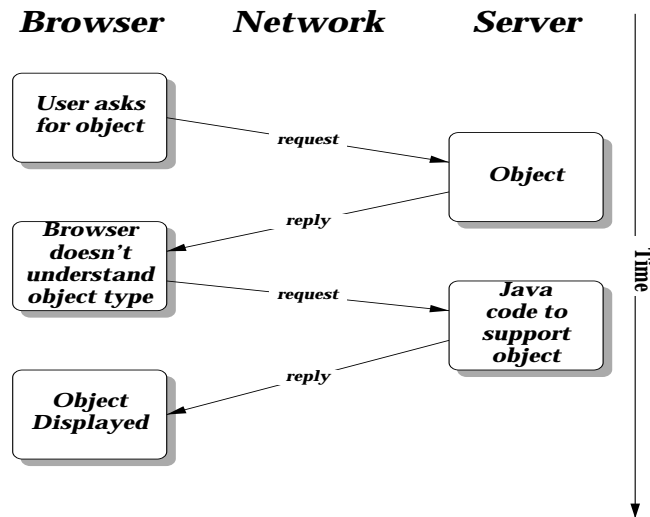 Browser Network Server
User asks
for object
request
Object
reply
Browser
doesn't
understand
object type
request
Java
code to
support
object
reply
Object
Displayed
Time